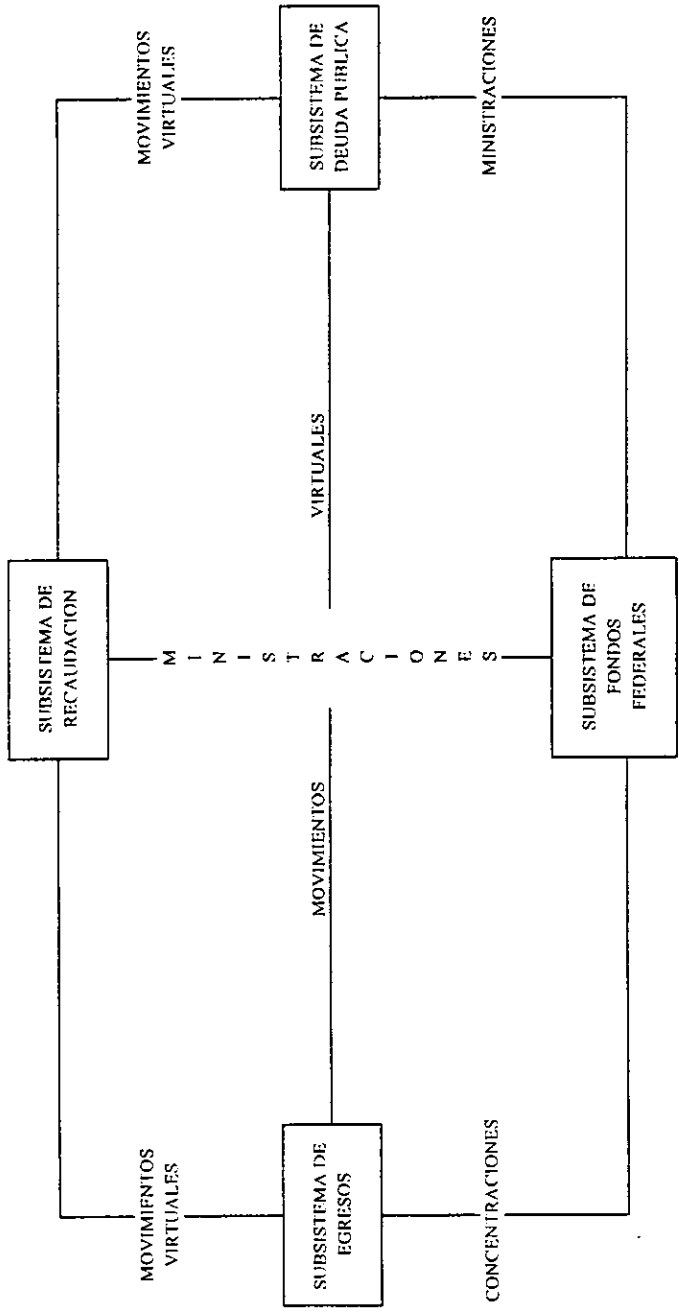 SUBSISTEMA DE
RECAUDACION
MOVIMIENTOS
VIRTUALES
MOVIMIENTOS
VIRTUALES
SUBSISTEMA DE
EGRESOS
MOVIMIENTOS
MINISTRACIONES
VIRTUALES
SUBSISTEMA DE
DEUDA PUBLICA
CONCENTRACIONES
MINISTRACIONES
SUBSISTEMA DE
FONDOS
FEDERALES